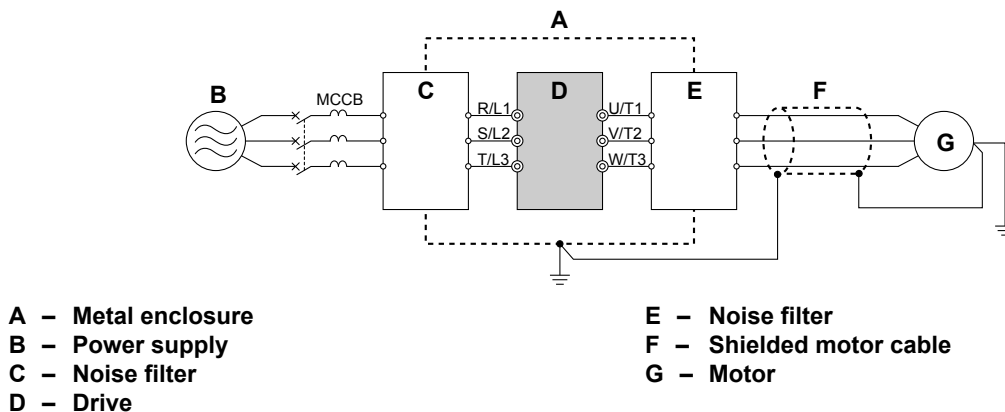 A
B
MCCB
C
R/L1
S/L2
T/L3
D
U/T1
V/T2
W/T3
E
F
G
A – Metal enclosure
B – Power supply
C – Noise filter
D – Drive
E – Noise filter
F – Shielded motor cable
G – Motor